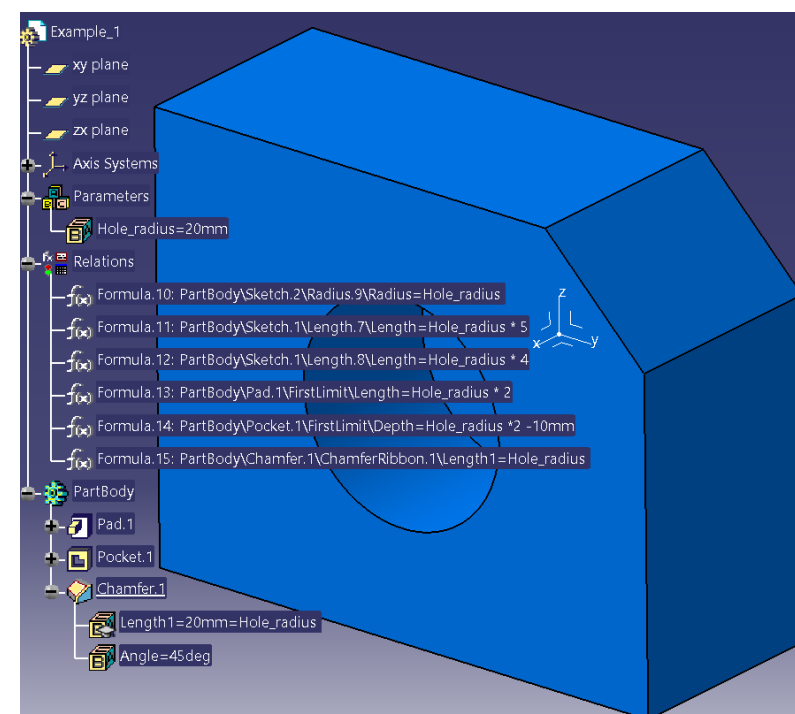 Example_1
xy plane
yz plane
zx plane
Axis Systems
Parameters
Hole_radius=20mm
Relations
Formula.10: PartBody\Sketch.2\Radius.9\Radius=Hole_radius
Formula.11: PartBody\Sketch.1\Length.7\Length=Hole_radius * 5
Formula.12: PartBody\Sketch.1\Length.8\Length=Hole_radius * 4
Formula.13: PartBody\Pad.1\FirstLimit\Length=Hole_radius * 2
Formula.14: PartBody\Pocket.1\FirstLimit\Depth=Hole_radius *2 -10mm
Formula.15: PartBody\Chamfer.1\ChamferRibbon.1\Length1=Hole_radius
PartBody
Pad.1
Pocket.1
Chamfer.1
Length1=20mm=Hole_radius
Angle=45deg
z
x
y